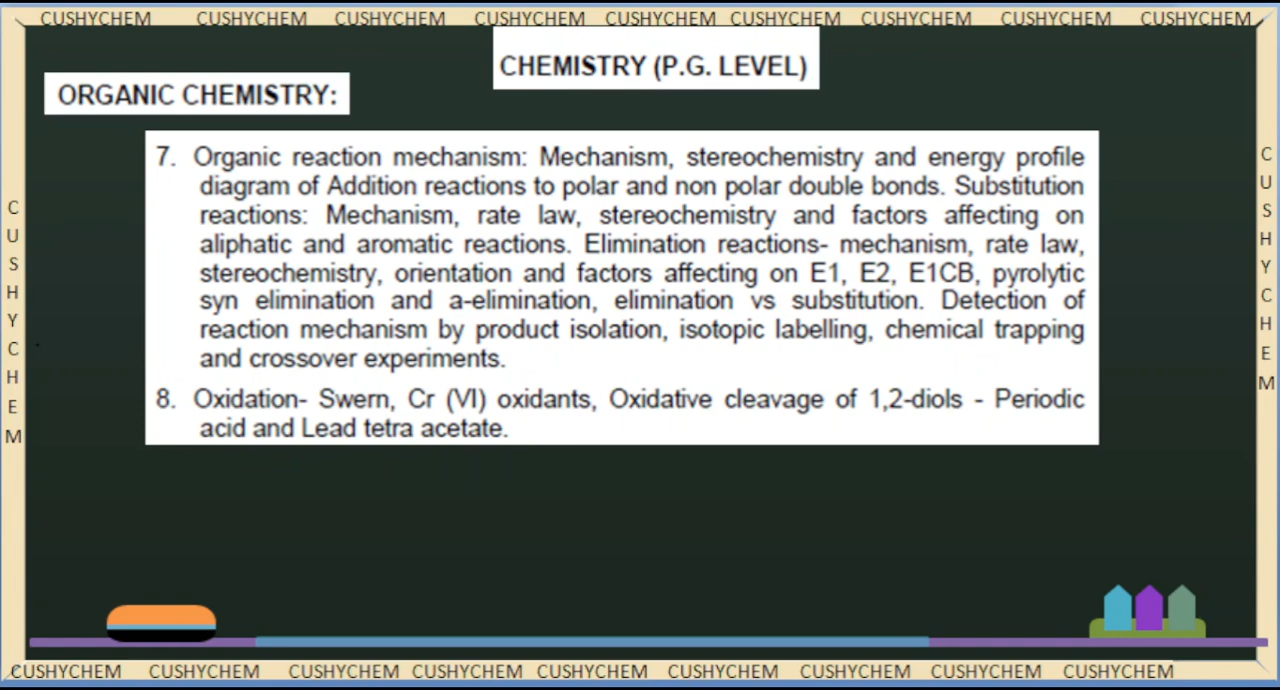 CUSHYCHEM CUSHYCHEM CUSHYCHEM CUSHYCHEM CUSHYCHEM CUSHYCHEM CUSHYCHEM CUSHYCHEM CUSHYCHEM
CHEMISTRY (P.G. LEVEL)
ORGANIC CHEMISTRY:
7. Organic reaction mechanism: Mechanism, stereochemistry and energy profile
diagram of Addition reactions to polar and non polar double bonds. Substitution
reactions: Mechanism, rate law, stereochemistry and factors affecting on
aliphatic and aromatic reactions. Elimination reactions- mechanism, rate law,
stereochemistry, orientation and factors affecting on E1, E2, E1CB, pyrolytic
syn elimination and a-elimination, elimination vs substitution. Detection of
reaction mechanism by product isolation, isotopic labelling, chemical trapping
and crossover experiments.
8. Oxidation- Swern, Cr (VI) oxidants, Oxidative cleavage of 1,2-diols - Periodic
acid and Lead tetra acetate.
CUSHYCHEM
CUSHYCHEM
CUSHYCHEM CUSHYCHEM CUSHYCHEM CUSHYCHEM CUSHYCHEM CUSHYCHEM CUSHYCHEM CUSHYCHEM CUSHYCHEM